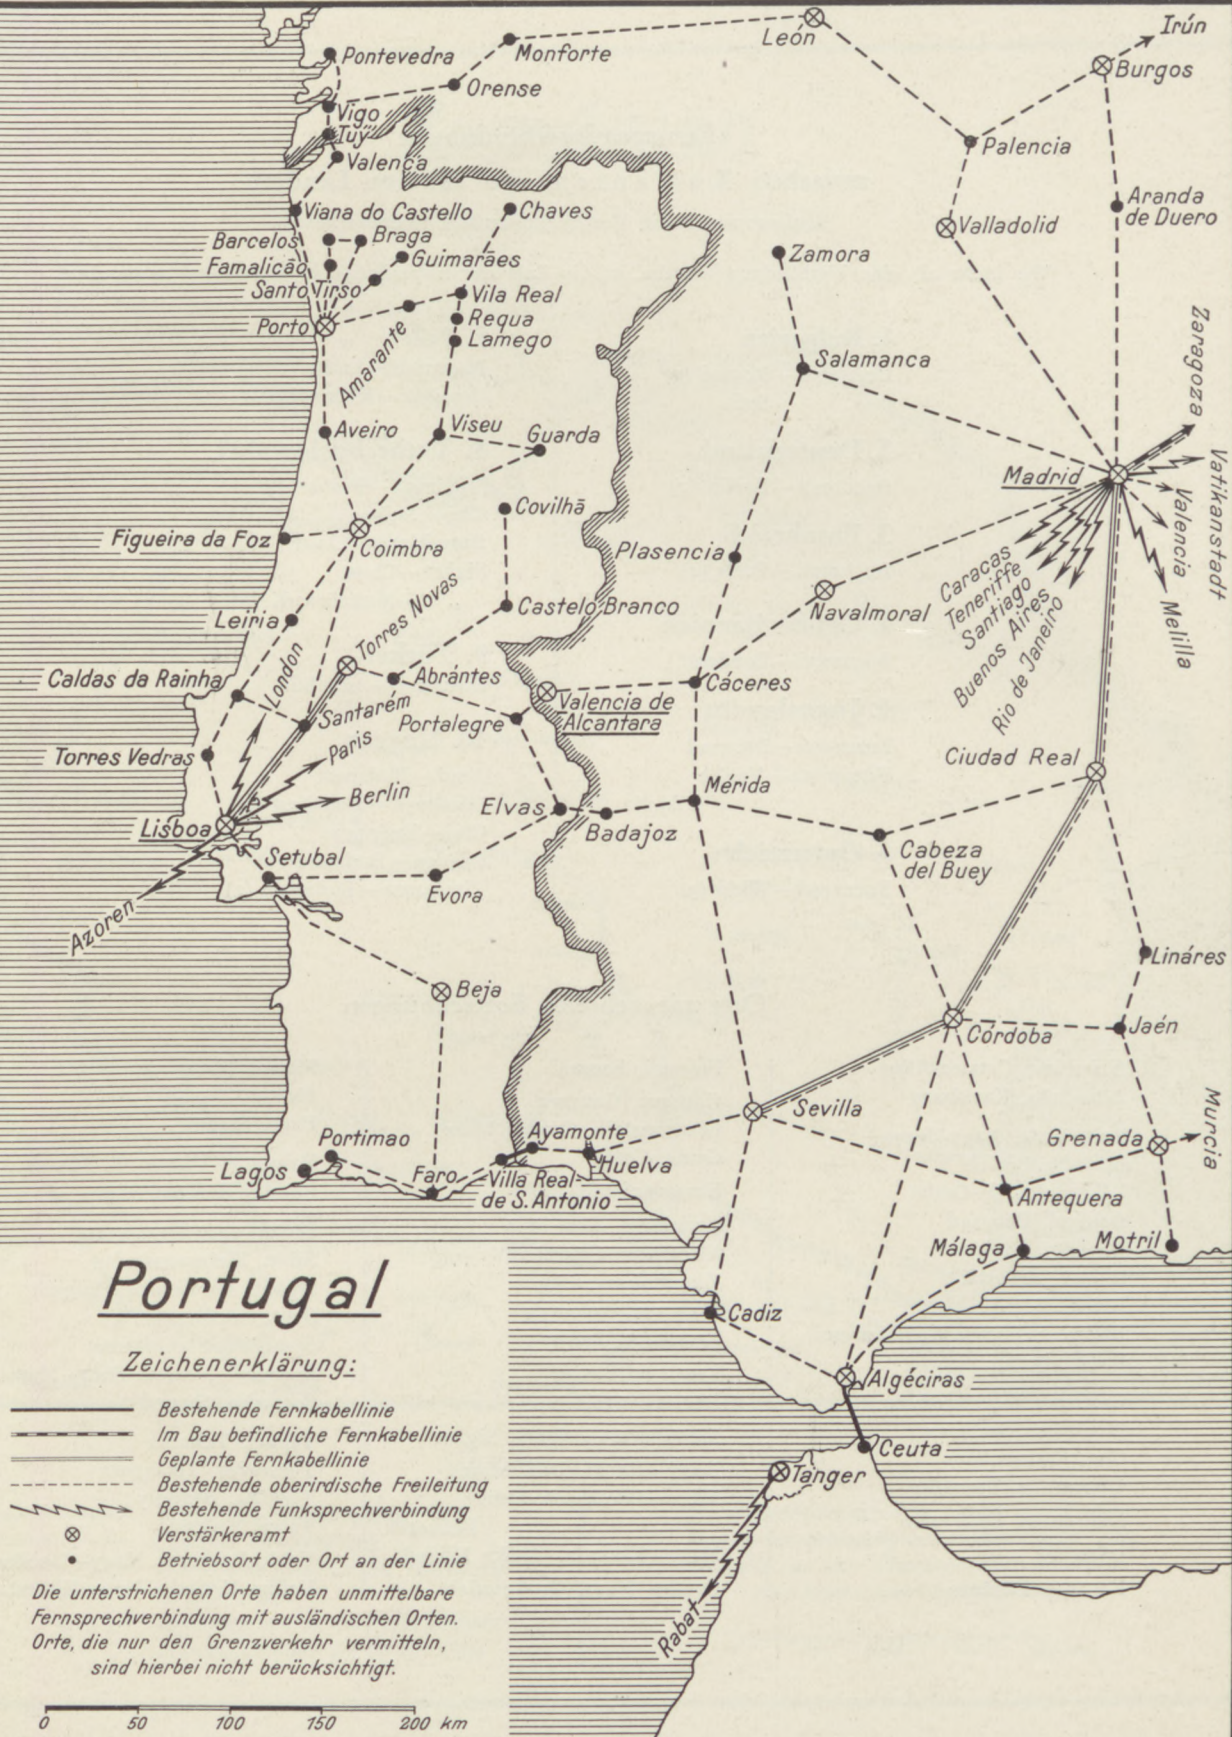 Irún
León
Pontevedra
Monforte
Burgos
Orense
Vigo
Tuy
Palencia
Valenca
Viana do Castello
Chaves
Aranda
de Duero
Valladolid
Barcelos
Braga
Zamora
Famalicão
Guimarães
Santo Tirso
Vila Real
Porto
Requa
Lamego
Amarante
Salamanca
Zaragoza
Aveiro
Viseu
Guarda
Madrid
Vatikanstadt
Valencia
Melilla
Covilhã
Figueira da Foz
Coimbra
Plasencia
Caracas
Teneriffe
Santiago
Buenos Aires
Rio de Janeiro
Navalmoral
Torres Novas
Castelo Branco
Leiria
London
Caldas da Rainha
Abrántes
Cáceres
Valencia de
Alcantara
Santarém
Portalegre
Paris
Torres Vedras
Ciudad Real
Berlin
Mérida
Elvas
Badajoz
Lisboa
Cabeza
del Buey
Setubal
Evora
Azoren
Lináres
Beja
Córdoba
Jaén
Sevilla
Murcia
Portimao
Ayamonte
Grenada
Lagos
Faro
Huelva
Villa Real
de S. Antonio
Antequera
Málaga
Motril
Cadiz
Algéciras
Ceuta
Tanger
Rabat
Portugal
Zeichenerklärung:
Bestehende Fernkabellinie
Im Bau befindliche Fernkabellinie
Geplante Fernkabellinie
Bestehende oberirdische Freileitung
Bestehende Funksprechverbindung
Verstärkeramt
Betriebsort oder Ort an der Linie
Die unterstrichenen Orte haben unmittelbare
Fernsprechverbindung mit ausländischen Orten.
Orte, die nur den Grenzverkehr vermitteln,
sind hierbei nicht berücksichtigt.
0 50 100 150 200 km